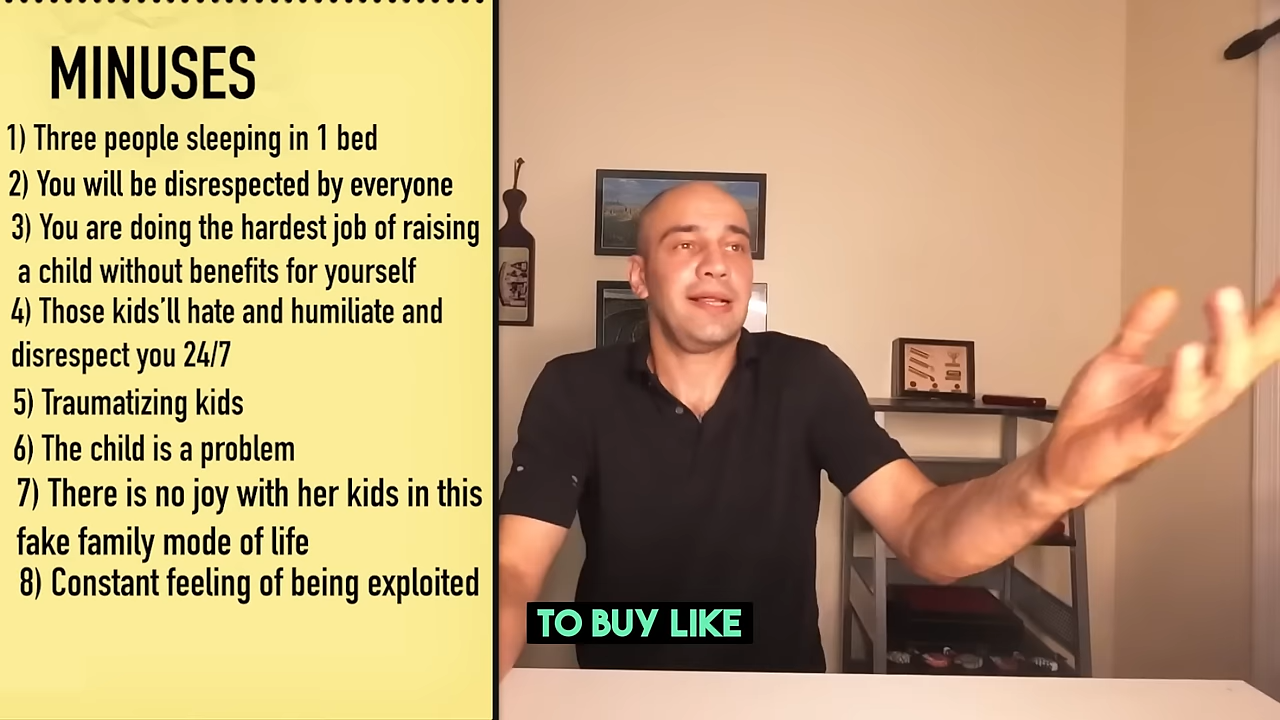 MINUSES
1) Three people sleeping in 1 bed
2) You will be disrespected by everyone
3) You are doing the hardest job of raising
a child without benefits for yourself
4) Those kids'll hate and humiliate and
disrespect you 24/7
5) Traumatizing kids
6) The child is a problem
7) There is no joy with her kids in this
fake family mode of life
8) Constant feeling of being exploited
TO BUY LIKE